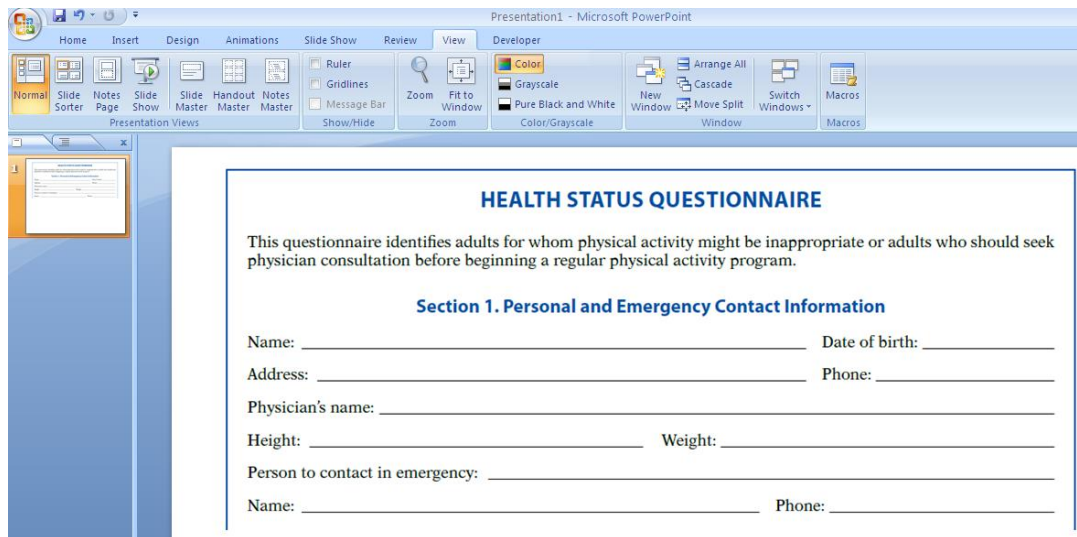 Presentation1 - Microsoft PowerPoint
Home Insert Design Animations Slide Show Review View Developer
Normal
Slide Sorter
Notes Page
Slide Show
Slide Master
Handout Master
Notes Master
Presentation Views
Ruler
Gridlines
Message Bar
Show/Hide
Zoom
Fit to Window
Zoom
Color
Grayscale
Pure Black and White
Color/Grayscale
New Window
Arrange All
Cascade
Move Split
Switch Windows
Window
Macros
Macros
1
HEALTH STATUS QUESTIONNAIRE
This questionnaire identifies adults for whom physical activity might be inappropriate or adults who should seek
physician consultation before beginning a regular physical activity program.
Section 1. Personal and Emergency Contact Information
Name: Date of birth:
Address: Phone:
Physician's name:
Height: Weight:
Person to contact in emergency:
Name: Phone: